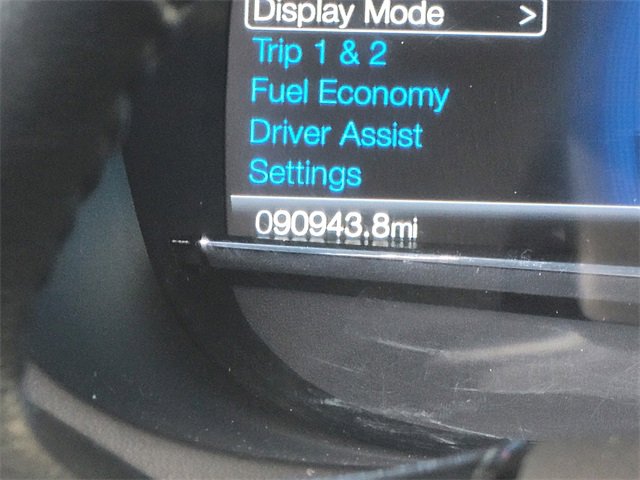 Display Mode >
Trip 1 & 2
Fuel Economy
Driver Assist
Settings
090943.8mi